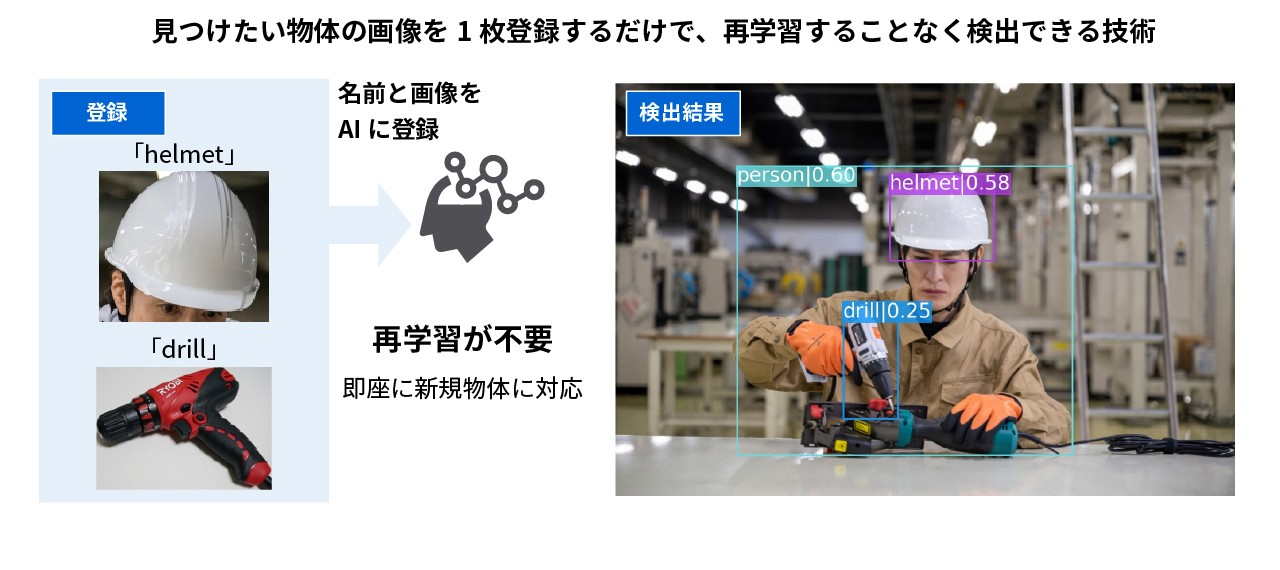 見つけたい物体の画像を 1 枚登録するだけで、再学習することなく検出できる技術
登録
「helmet」
RYOBI
「drill」
名前と画像を
AI に登録
再学習が不要
即座に新規物体に対応
検出結果
person|0.60
helmet|0.58
drill|0.25